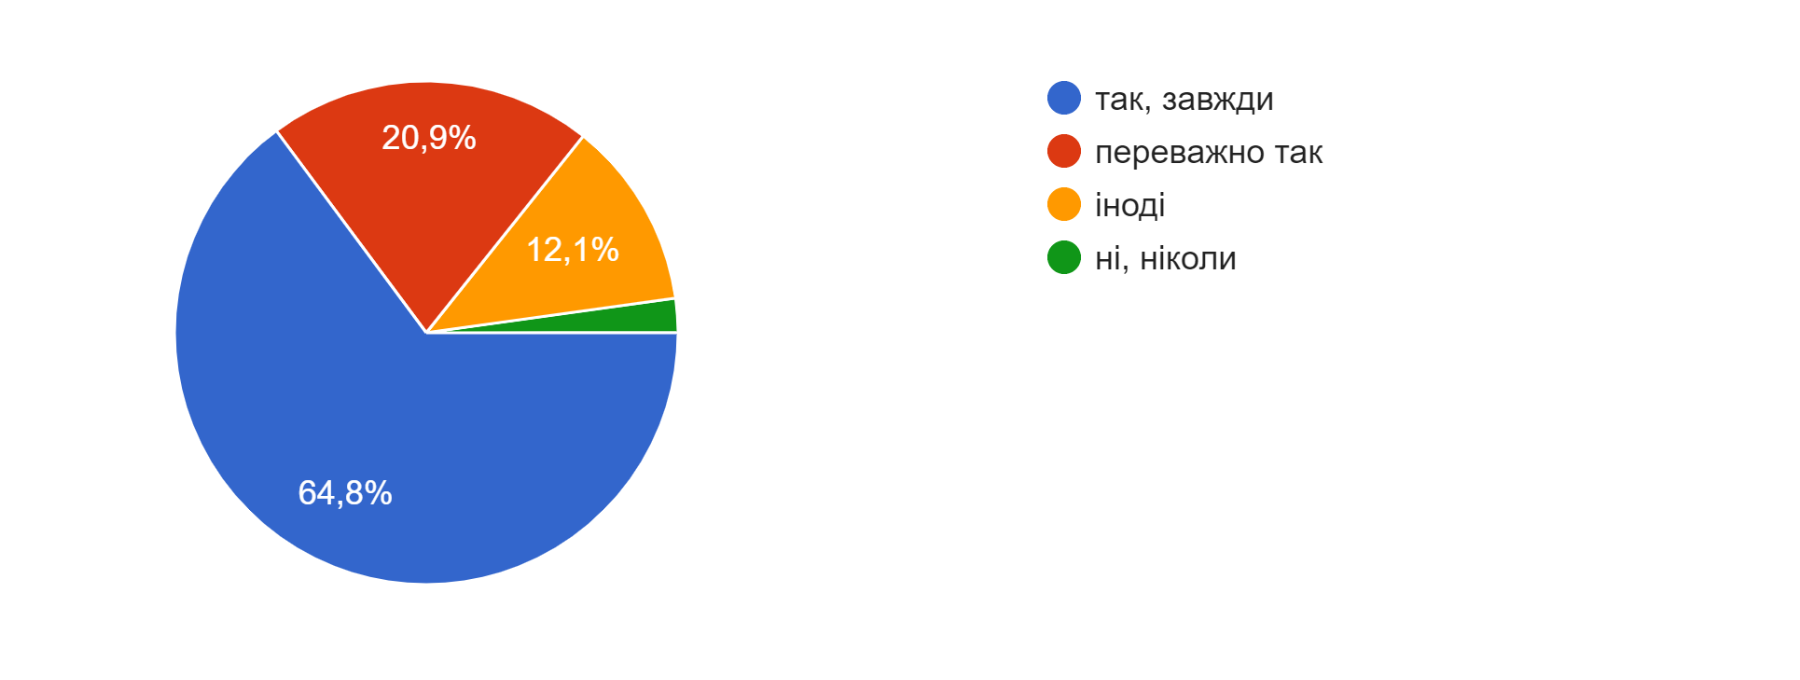 20,9%
12,1%
64,8%
так, завжди
переважно так
іноді
ні, ніколи